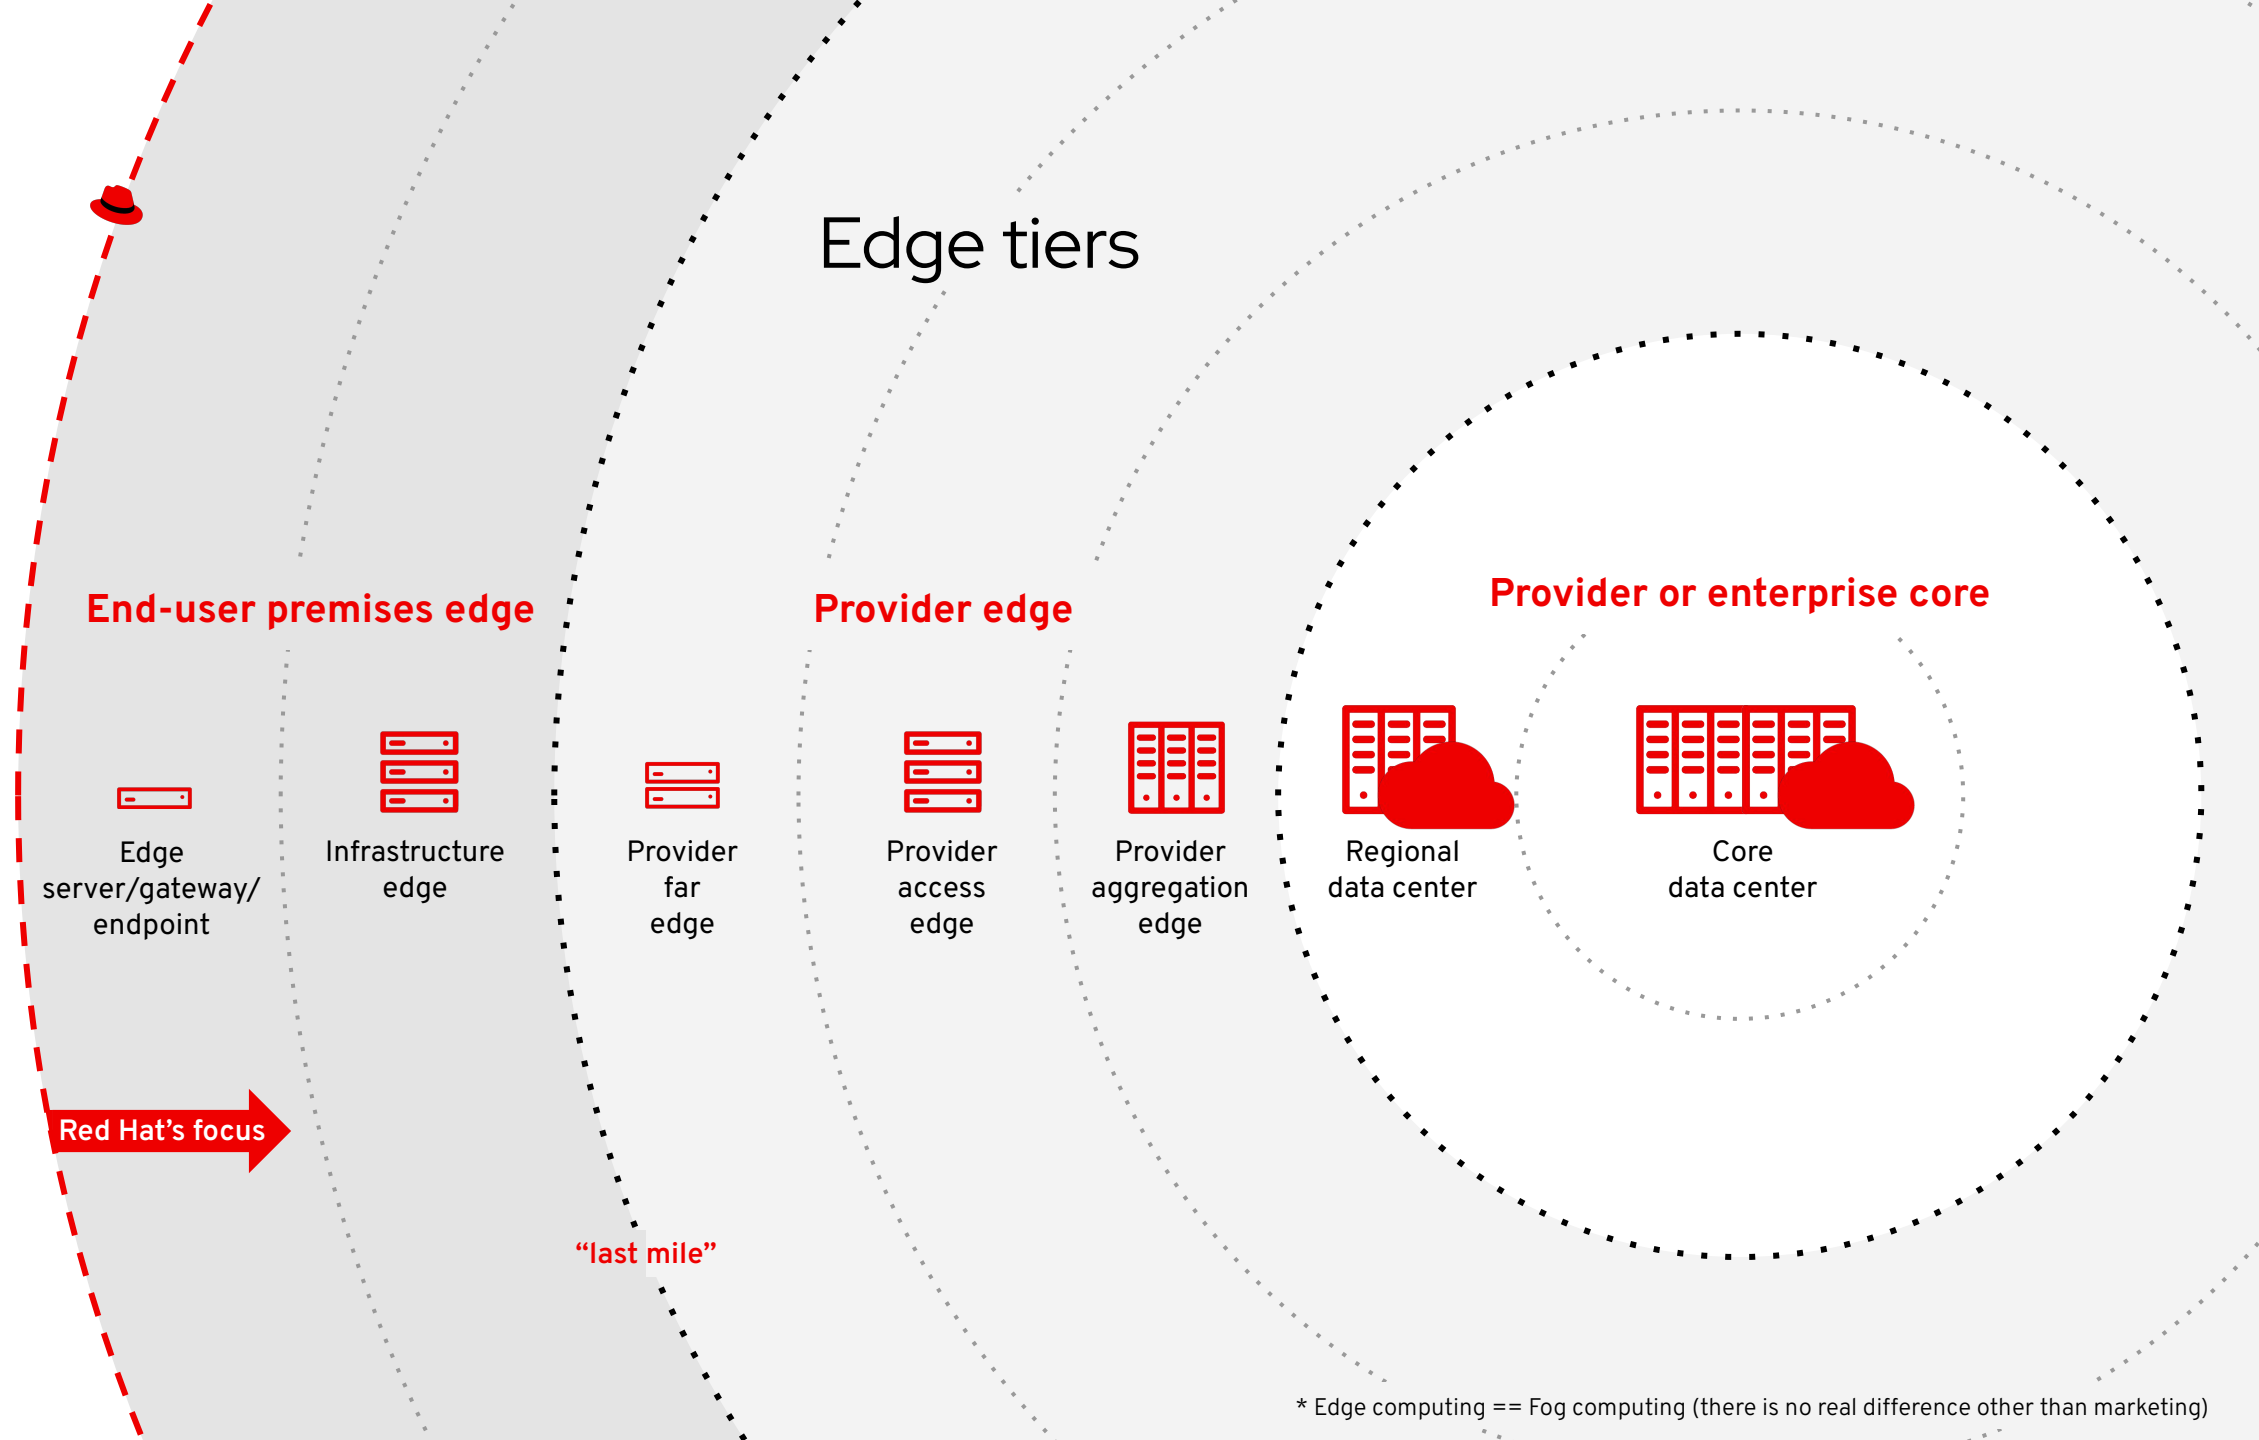 Edge tiers
End-user premises edge
Provider edge
Provider or enterprise core
Edge
server/gateway/
endpoint
Infrastructure
edge
Provider
far
edge
Provider
access
edge
Provider
aggregation
edge
Regional
data center
Core
data center
Red Hat’s focus
“last mile”
* Edge computing == Fog computing (there is no real difference other than marketing)